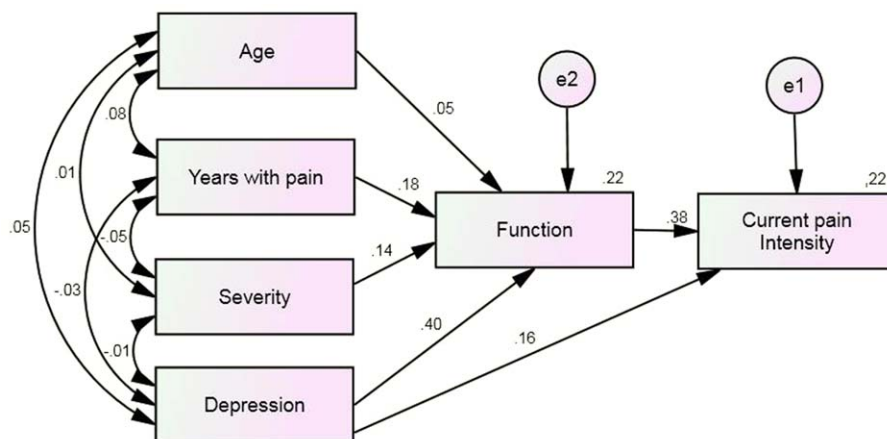 Age
e2
e1
.05
.08
Years with pain
.01
.18
.22
,22
.05
-.05
Function
.38
Current pain
Intensity
.14
-.03
Severity
.40
.16
-.01
Depression